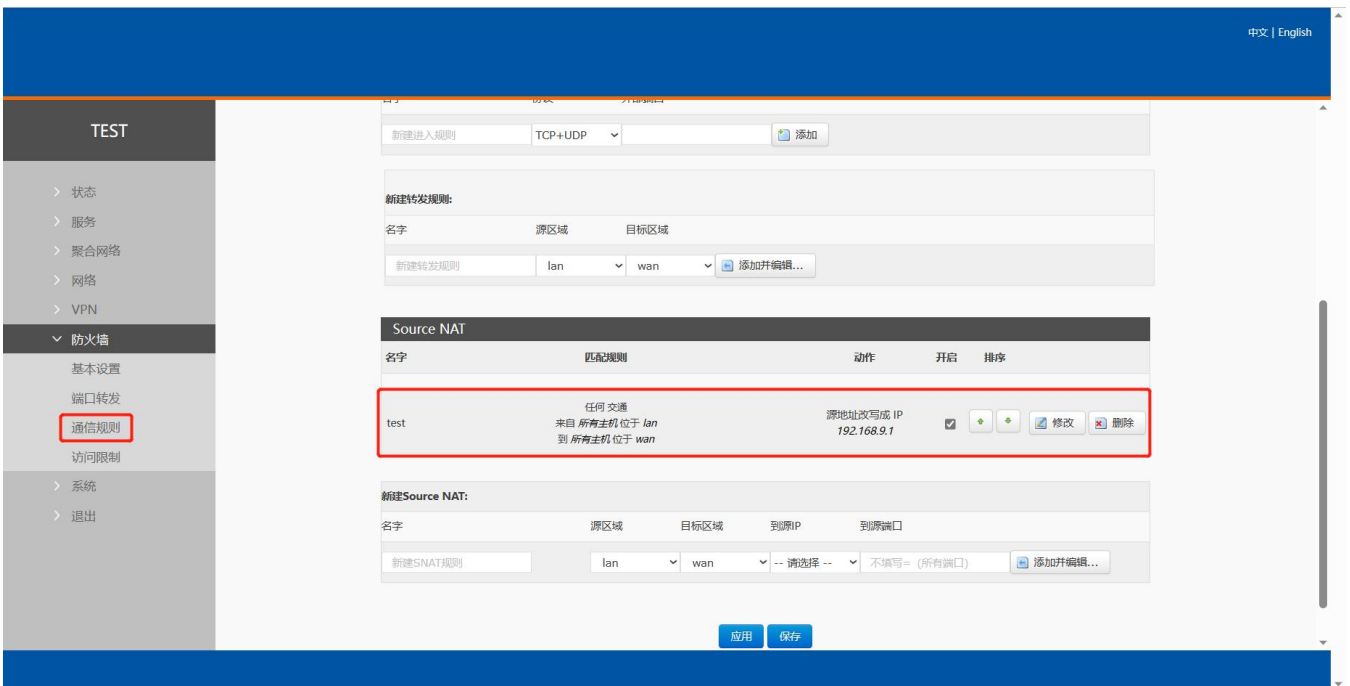 中文 | English
TEST
状态
服务
聚合网络
网络
VPN
防火墙
基本设置
端口转发
通信规则
访问限制
系统
退出
新建进入规则 TCP+UDP 添加
新建转发规则:
名字 源区域 目标区域
新建转发规则 lan wan 添加并编辑...
Source NAT
名字 匹配规则 动作 开启 排序
test
任何 交通
来自 所有主机 位于 lan
到 所有主机 位于 wan
源地址改写成 IP
192.168.9.1
修改 删除
新建Source NAT:
名字 源区域 目标区域 到源IP 到源端口
新建SNAT规则 lan wan -- 请选择 -- 不填写= (所有端口) 添加并编辑...
应用 保存